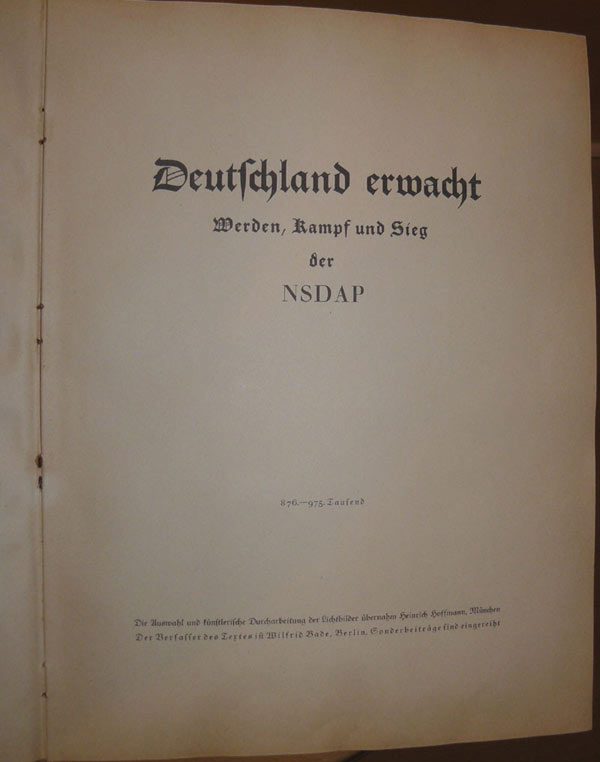 Deutſchland erwacht
Werden, Kampf und Sieg
der
NSDAP
876.—975. Tauſend
Die Auswahl und künſtleriſche Durcharbeitung der Lichtbilder übernahm Heinrich Hoffmann, München
Der Verfaſſer des Textes iſt Wilfrid Bade, Berlin. Sonderbeiträge ſind eingereiht